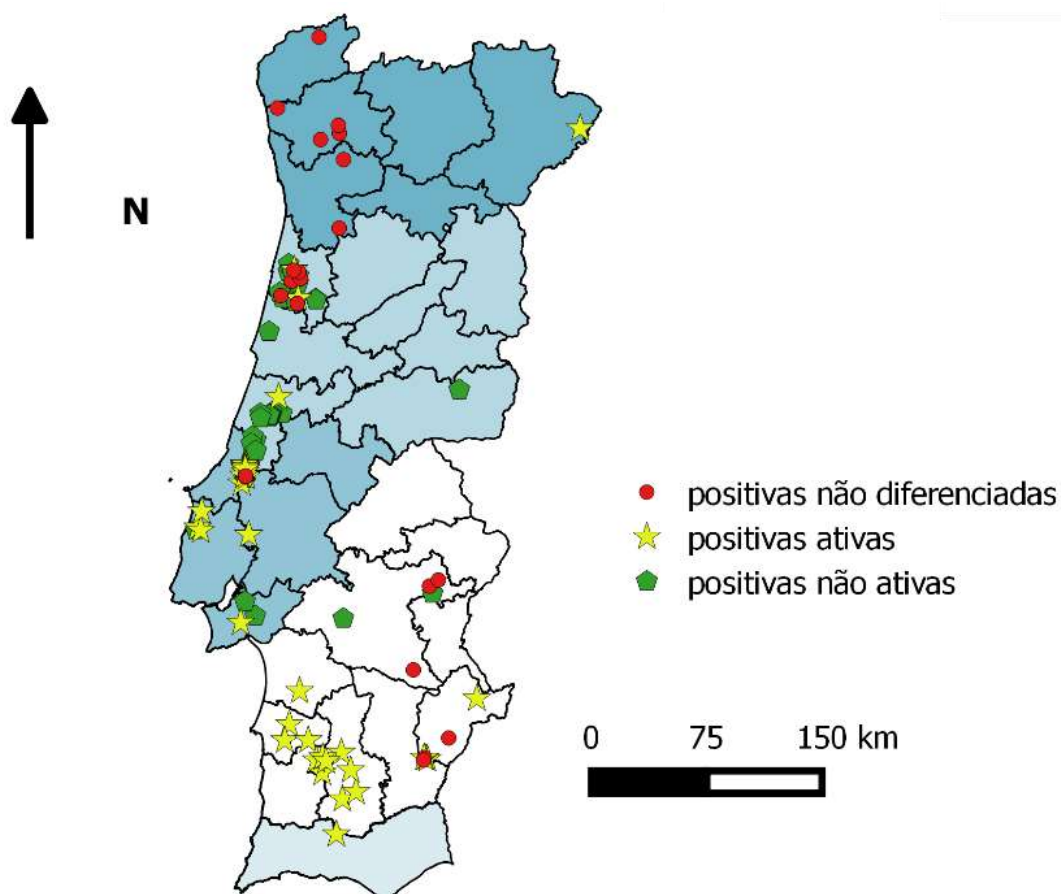 N
positivas não diferenciadas
positivas ativas
positivas não ativas
0 75 150 km